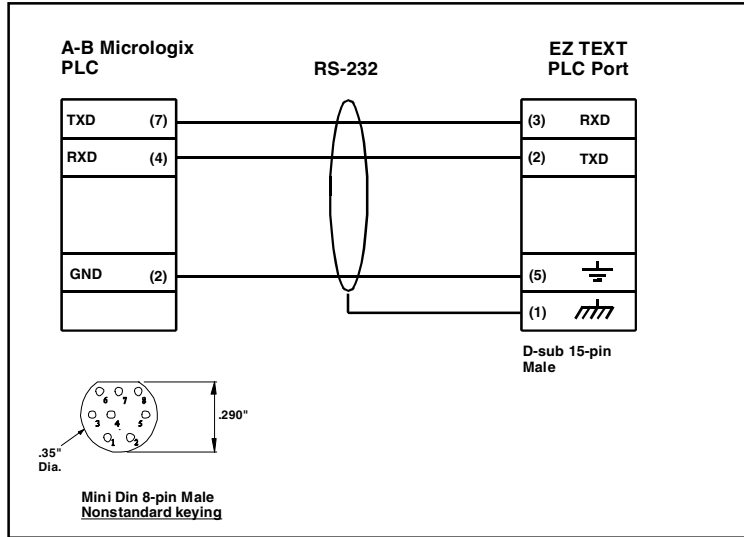 A-B Micrologix
PLC
RS-232
EZ TEXT
PLC Port
TXD (7)
(3) RXD
RXD (4)
(2) TXD
GND (2)
(5)
(1)
D-sub 15-pin
Male
6 7 8
3 4 5
1 2
.290"
.35"
Dia.
Mini Din 8-pin Male
Nonstandard keying